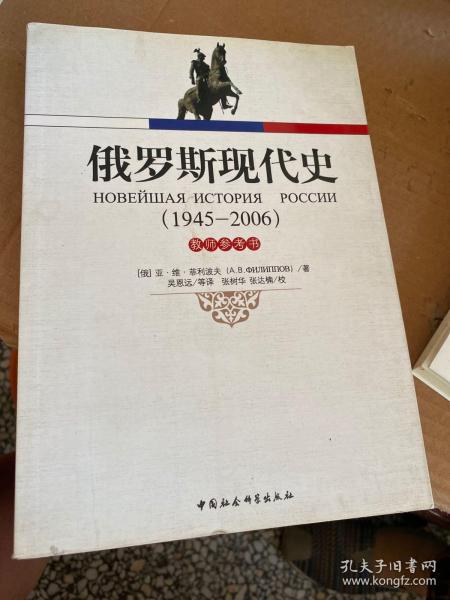 俄罗斯现代史
НОВЕЙШАЯ ИСТОРИЯ РОССИИ
(1945—2006)
教师参考书
[俄] 亚·维·菲利波夫 (А.В.ФИЛИППОВ) /著
吴恩远/等译 张树华 张达楠/校
中国社会科学出版社
孔夫子旧书网
www.kongfz.com